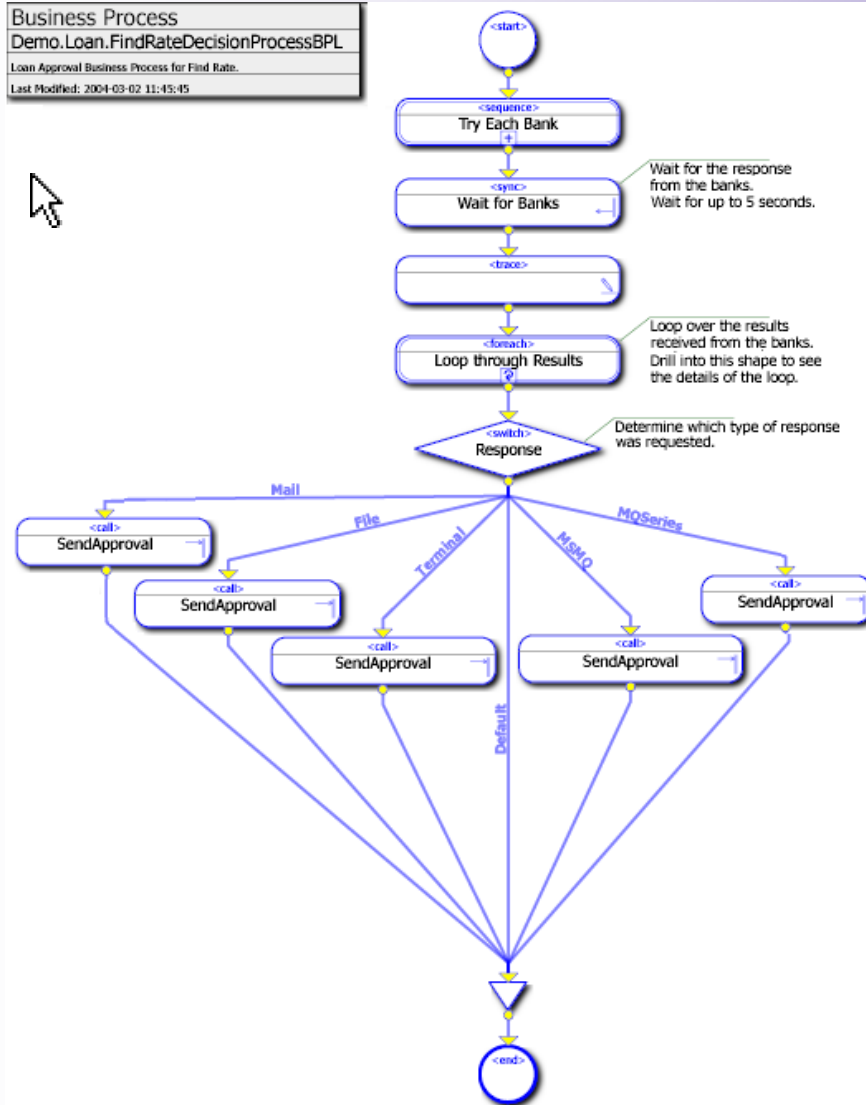 Business Process
Demo.Loan.FindRateDecisionProcessBPL
Loan Approval Business Process for Find Rate.
Last Modified: 2004-03-02 11:45:45
<start>
<sequence>
Try Each Bank
<sync>
Wait for Banks
Wait for the response
from the banks.
Wait for up to 5 seconds.
<trace>
<foreach>
Loop through Results
Loop over the results
received from the banks.
Drill into this shape to see
the details of the loop.
<switch>
Response
Determine which type of response
was requested.
Mail
File
Terminal
Default
MSMQ
MQSeries
<call>
SendApproval
<call>
SendApproval
<call>
SendApproval
<call>
SendApproval
<call>
SendApproval
<end>